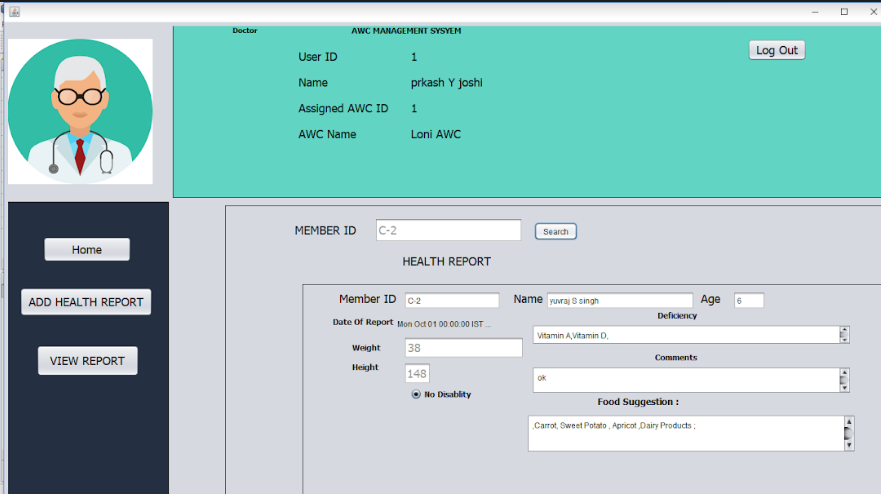 Doctor AWC MANAGEMENT SYSYEM
User ID 1
Log Out
Name prkash Y joshi
Assigned AWC ID 1
AWC Name Loni AWC
Home
ADD HEALTH REPORT
VIEW REPORT
MEMBER ID C-2 Search
HEALTH REPORT
Member ID C-2 Name yuvraj S singh Age 6
Date Of Report Mon Oct 01 00:00:00 IST ...
Deficiency
Vitamin A,Vitamin D,
Weight 38
Height 148
No Disablity
Comments
ok
Food Suggestion :
,Carrot, Sweet Potato , Apricot ,Dairy Products ;